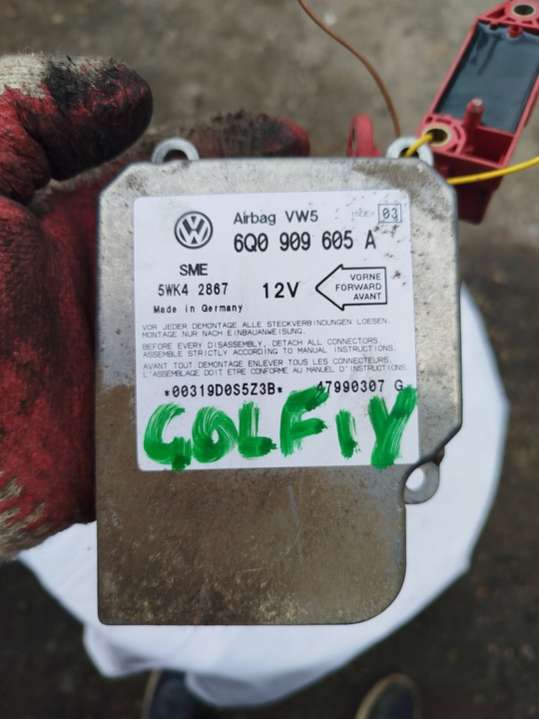 Airbag VW5
03
6Q0 909 605 A
SME
5WK4 2867
Made in Germany
12V
VORNE
FORWARD
AVANT
VOR JEDER DEMONTAGE ALLE STECKVERBINDUNGEN LOESEN.
MONTAGE NUR NACH EINBAUANWEISUNG.
BEFORE EVERY DISASSEMBLY, DETACH ALL CONNECTORS
ASSEMBLE STRICTLY ACCORDING TO MANUAL INSTRUCTIONS.
AVANT TOUT DEMONTAGE ENLEVER TOUS LES CONNECTEURS.
L'ASSEMBLAGE DOIT ETRE CONFORME AU MANUEL D'INSTRUCTIONS
*00319D0S5Z3B* 47990307 G
GOLF IV